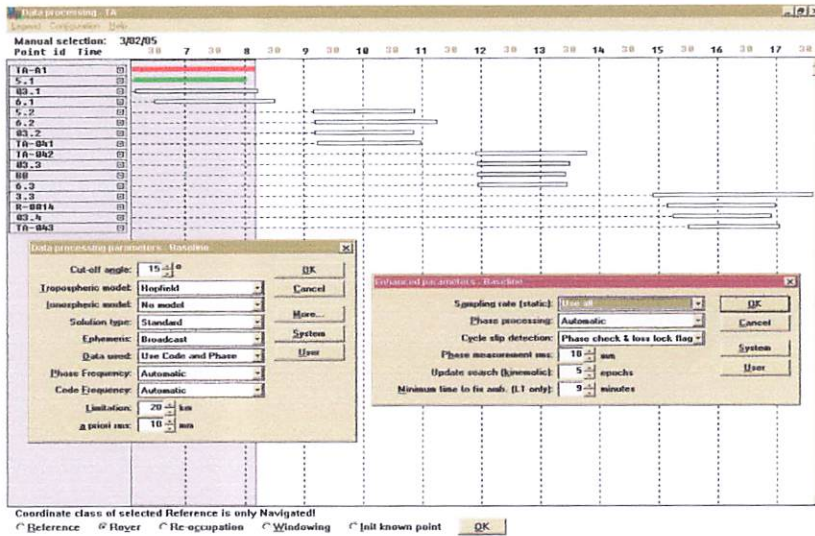 Data processing - TA
Legend Configuration Help
Manual selection: 3/02/05
Point id Time 30 7 30 8 30 9 30 10 30 11 30 12 30 13 30 14 30 15 30 16 30 17 30
TA-A1
5.1
03.1
6.1
5.2
6.2
03.2
TA-041
TA-042
03.3
BB
6.3
3.3
R-0014
03.4
TA-043
Data processing parameters - Baseline
Cut-off angle: 15 °
Tropospheric model: Hopfield
Ionospheric model: No model
Solution type: Standard
Ephemeris: Broadcast
Data used: Use Code and Phase
Phase Frequency: Automatic
Code Frequency: Automatic
Limitation: 20 km
a priori rms: 10 mm
OK
Cancel
More...
System
User
Enhanced parameters - Baseline
Sampling rate (static): Use all
Phase processing: Automatic
Cycle slip detection: Phase check & loss lock flag
Phase measurement rms: 10 mm
Update search (kinematic): 5 epochs
Minimum time to fix amb. (L1 only): 9 minutes
OK
Cancel
System
User
Coordinate class of selected Reference is only Navigated!
Reference Rover Re-occupation Windowing Init known point OK